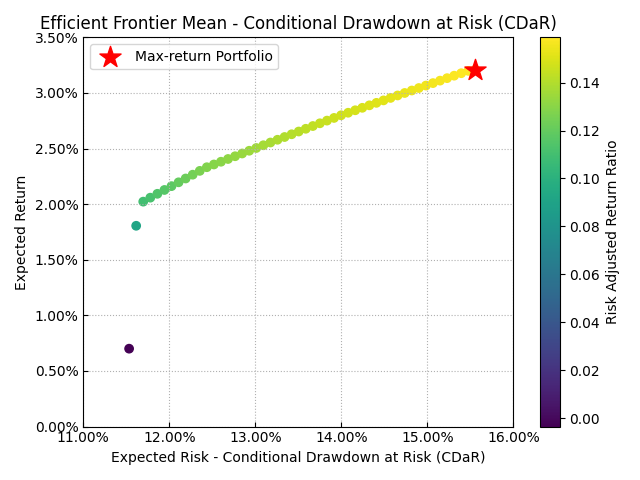 Efficient Frontier Mean - Conditional Drawdown at Risk (CDaR)
Max-return Portfolio
3.50%
3.00%
2.50%
2.00%
1.50%
1.00%
0.50%
0.00%
Expected Return
11.00% 12.00% 13.00% 14.00% 15.00% 16.00%
Expected Risk - Conditional Drawdown at Risk (CDaR)
0.14
0.12
0.10
0.08
0.06
0.04
0.02
0.00
Risk Adjusted Return Ratio